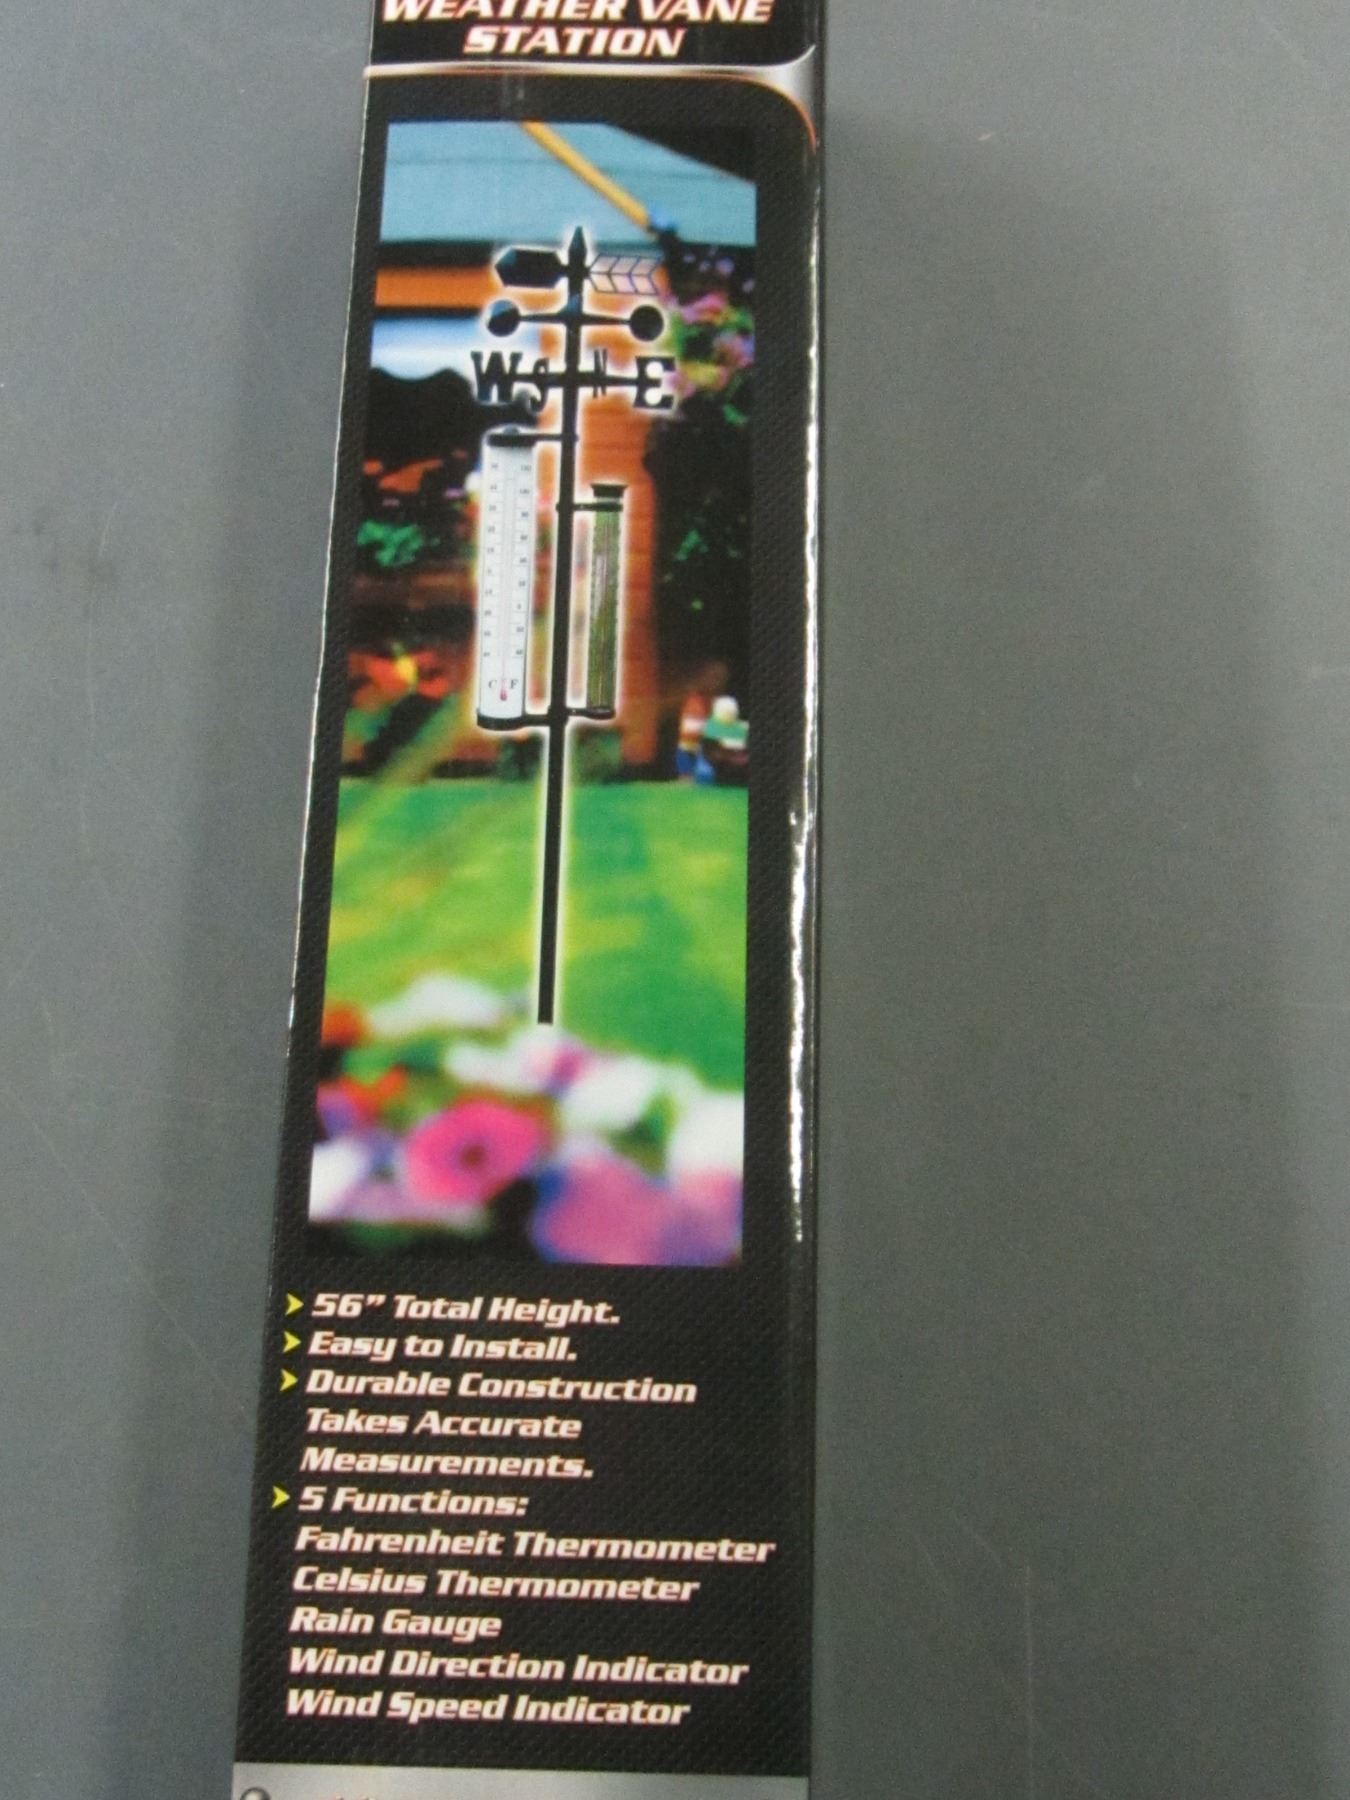 WEATHER VANE
STATION
W S N E
C F
56” Total Height.
Easy to Install.
Durable Construction
Takes Accurate
Measurements.
5 Functions:
Fahrenheit Thermometer
Celsius Thermometer
Rain Gauge
Wind Direction Indicator
Wind Speed Indicator